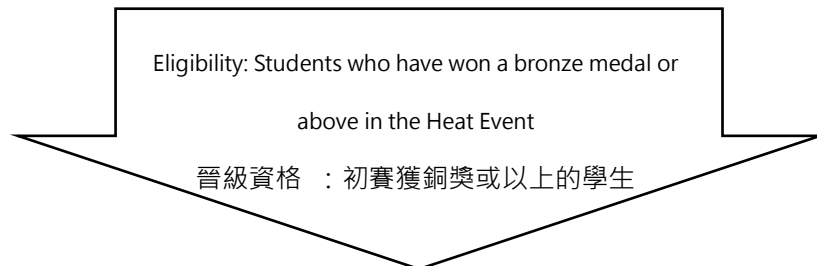 Eligibility: Students who have won a bronze medal or
above in the Heat Event
晉級資格 ：初賽獲銅獎或以上的學生